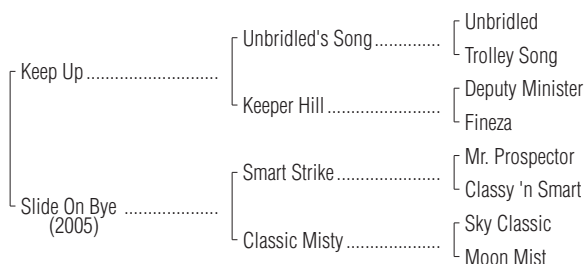 Unbridled
Unbridled's Song..............
Trolley Song
Keep Up ............................
Deputy Minister
Keeper Hill ........................
Fineza
Mr. Prospector
Smart Strike......................
Classy 'n Smart
Slide On Bye ....................
(2005)
Sky Classic
Classic Misty....................
Moon Mist